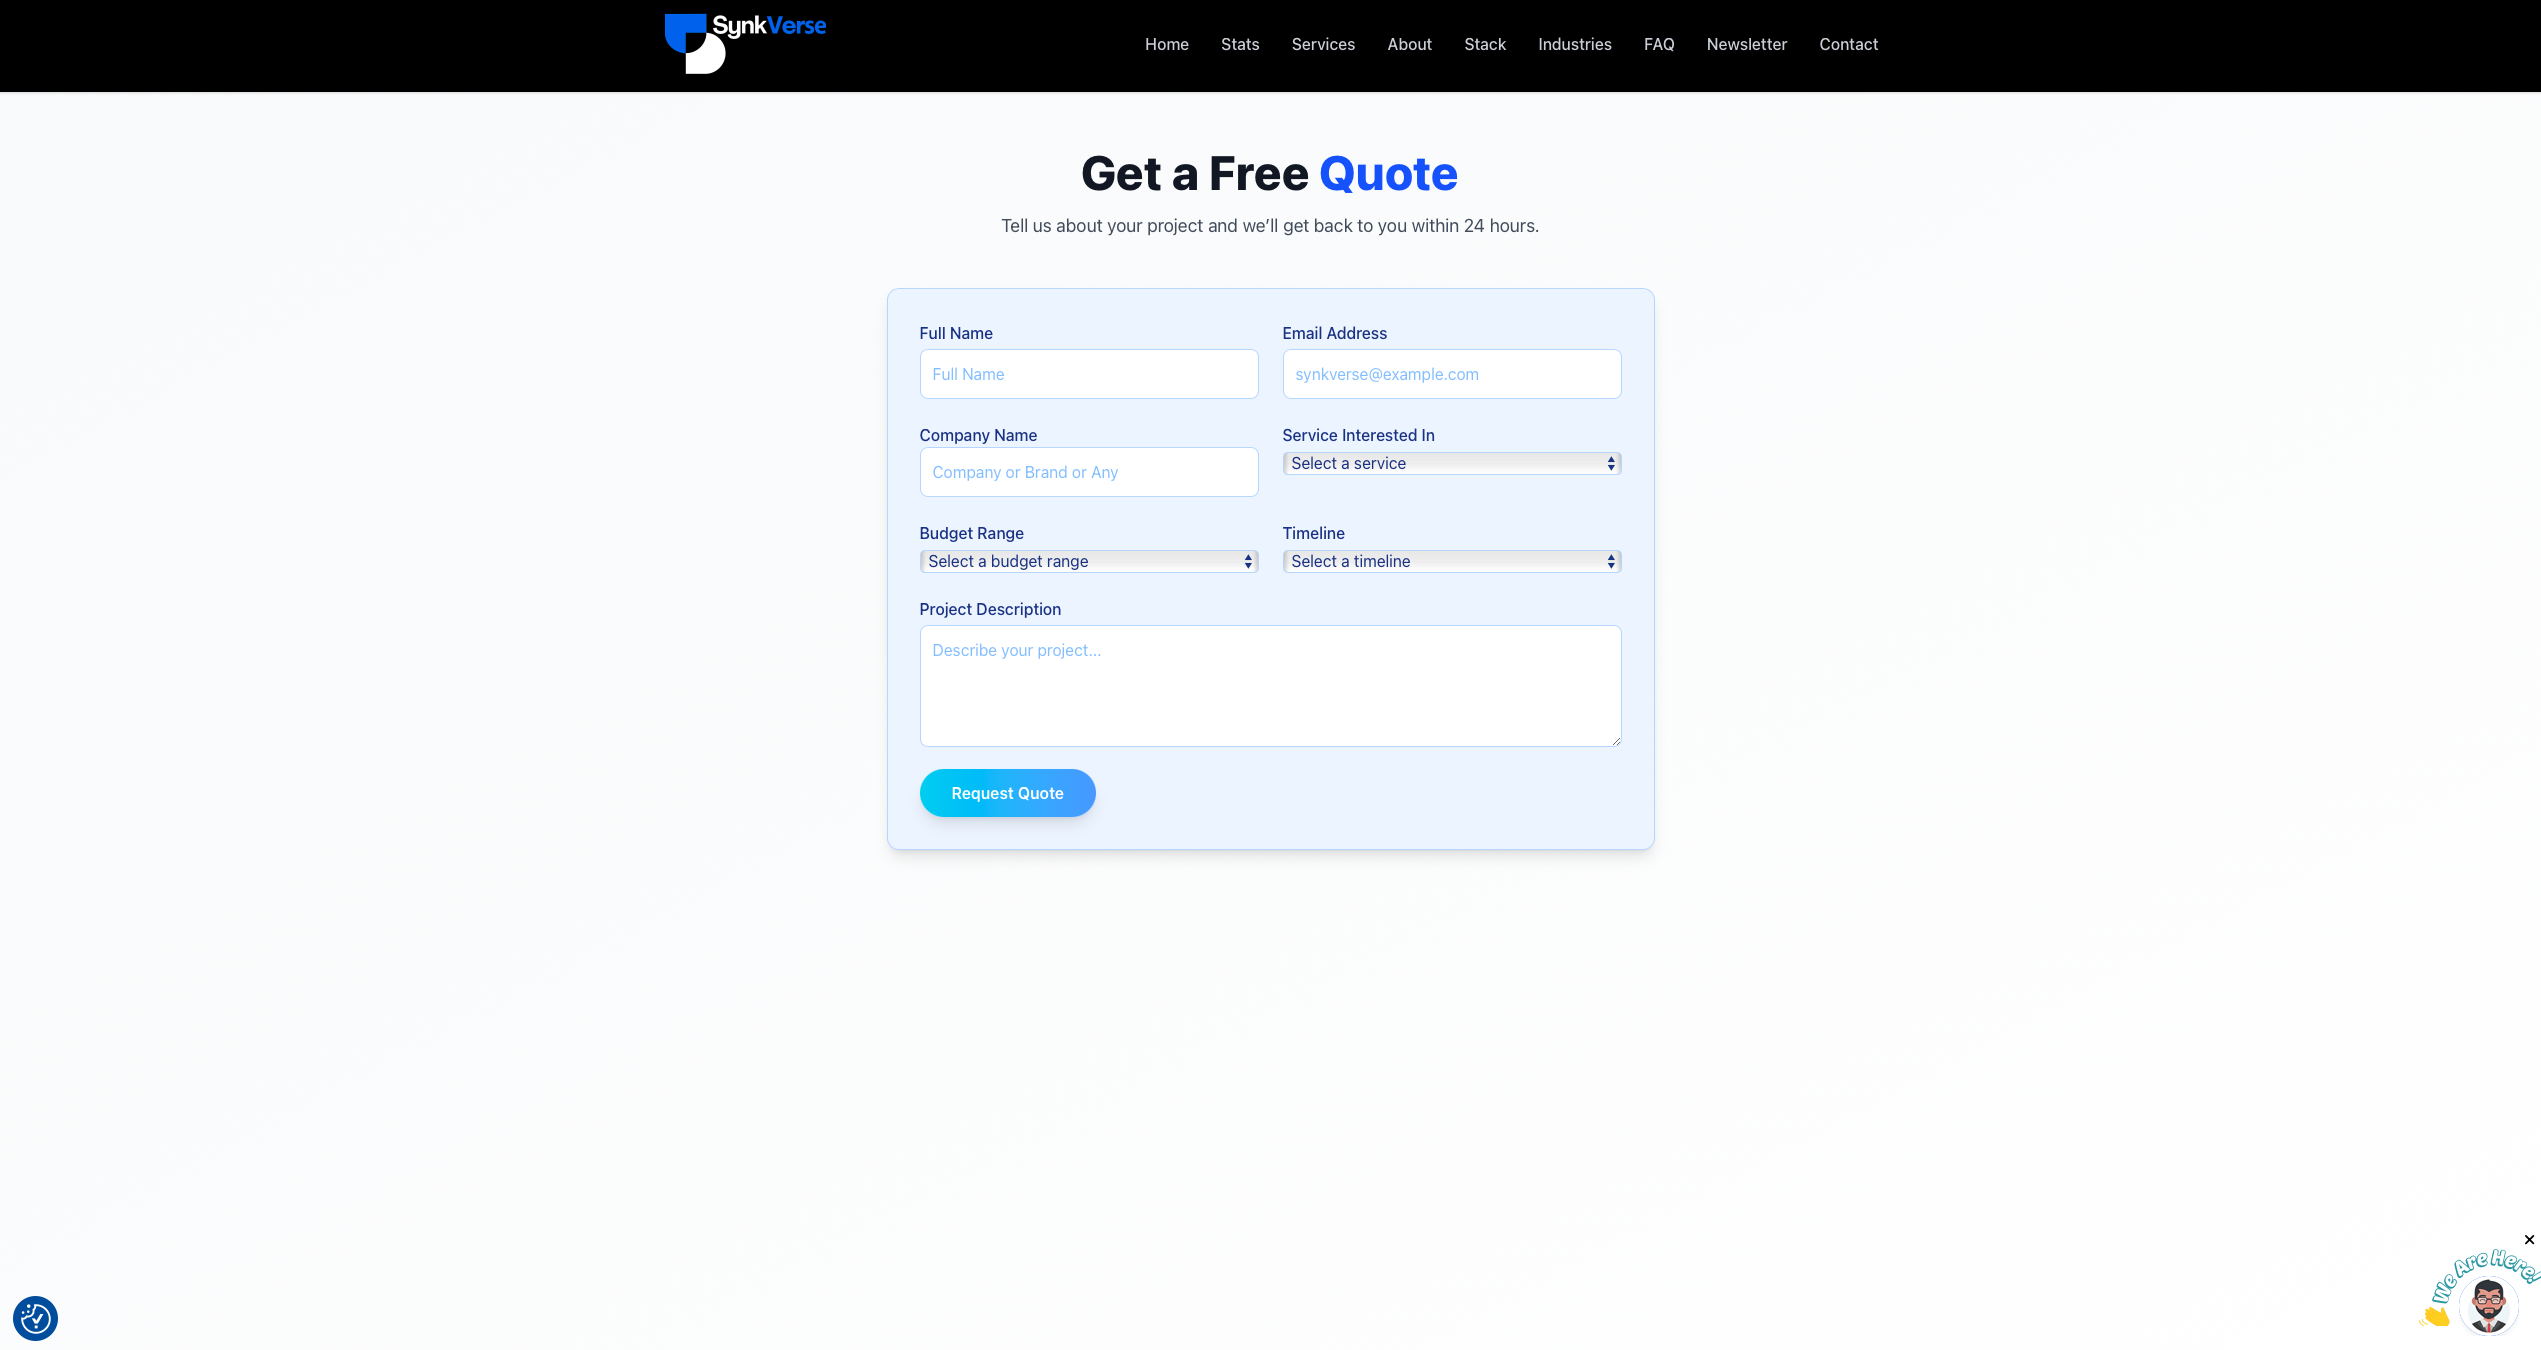 SynkVerse
Home Stats Services About Stack Industries FAQ Newsletter Contact
Get a Free Quote
Tell us about your project and we’ll get back to you within 24 hours.
Full Name Email Address
Full Name synkverse@example.com
Company Name Service Interested In
Company or Brand or Any Select a service
Budget Range Timeline
Select a budget range Select a timeline
Project Description
Describe your project...
Request Quote
We Are Here!